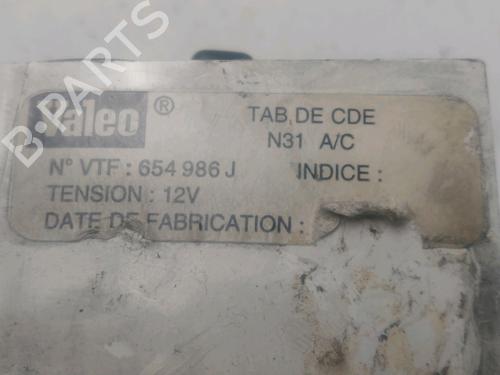 Valeo®
TAB, DE CDE
N31 A/C
N° VTF : 654 986 J
INDICE :
TENSION : 12V
DATE DE FABRICATION :
B-PARTS